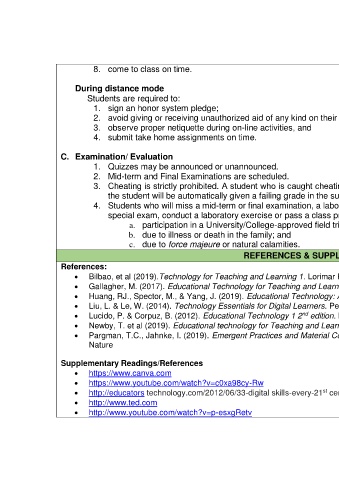 8. come to class on time.
During distance mode
Students are required to:
1. sign an honor system pledge;
2. avoid giving or receiving unauthorized aid of any kind on their
3. observe proper netiquette during on-line activities, and
4. submit take home assignments on time.
C. Examination/ Evaluation
1. Quizzes may be announced or unannounced.
2. Mid-term and Final Examinations are scheduled.
3. Cheating is strictly prohibited. A student who is caught cheati
the student will be automatically given a failing grade in the su
4. Students who will miss a mid-term or final examination, a labo
special exam, conduct a laboratory exercise or pass a class p
a. participation in a University/College-approved field tri
b. due to illness or death in the family; and
c. due to force majeure or natural calamities.
REFERENCES & SUPPL
References:
• Bilbao, et al (2019). Technology for Teaching and Learning 1. Lorimar
• Gallagher, M. (2017). Educational Technology for Teaching and Learn
• Huang, RJ., Spector, M., & Yang, J. (2019). Educational Technology:
• Liu, L. & Le, W. (2014). Technology Essentials for Digital Learners. Pe
• Lucido, P. & Corpuz, B. (2012). Educational Technology 1 2nd edition.
• Newby, T. et al (2019). Educational technology for Teaching and Lear
• Pargman, T.C., Jahnke, I. (2019). Emergent Practices and Material C
Nature
Supplementary Readings/References
• https://www.canva.com
• https://www.youtube.com/watch?v=c0xa98cy-Rw
• http://educators technology.com/2012/06/33-digital skills-every-21st ce
• http://www.ted.com
• http://www.youtube.com/watch?v=p-esxgRetv